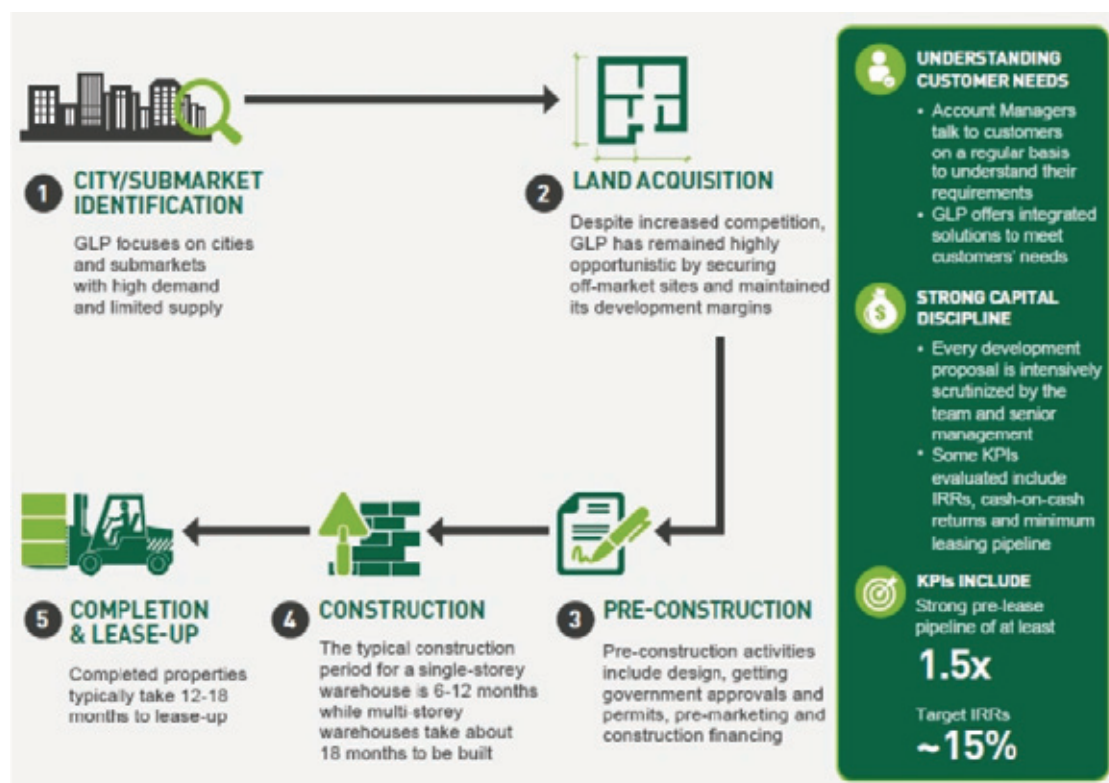 1
CITY/SUBMARKET
IDENTIFICATION
GLP focuses on cities
and submarkets
with high demand
and limited supply
2
LAND ACQUISITION
Despite increased competition,
GLP has remained highly
opportunistic by securing
off-market sites and maintained
its development margins
3
PRE-CONSTRUCTION
Pre-construction activities
include design, getting
government approvals and
permits, pre-marketing and
construction financing
4
CONSTRUCTION
The typical construction
period for a single-storey
warehouse is 6-12 months
while multi-storey
warehouses take about
18 months to be built
5
COMPLETION
& LEASE-UP
Completed properties
typically take 12-18
months to lease-up
UNDERSTANDING
CUSTOMER NEEDS
• Account Managers
talk to customers
on a regular basis
to understand their
requirements
• GLP offers integrated
solutions to meet
customers' needs
$
STRONG CAPITAL
DISCIPLINE
• Every development
proposal is intensively
scrutinized by the
team and senior
management
• Some KPIs
evaluated include
IRRs, cash-on-cash
returns and minimum
leasing pipeline
KPIs INCLUDE
Strong pre-lease
pipeline of at least
1.5x
Target IRRs
~15%